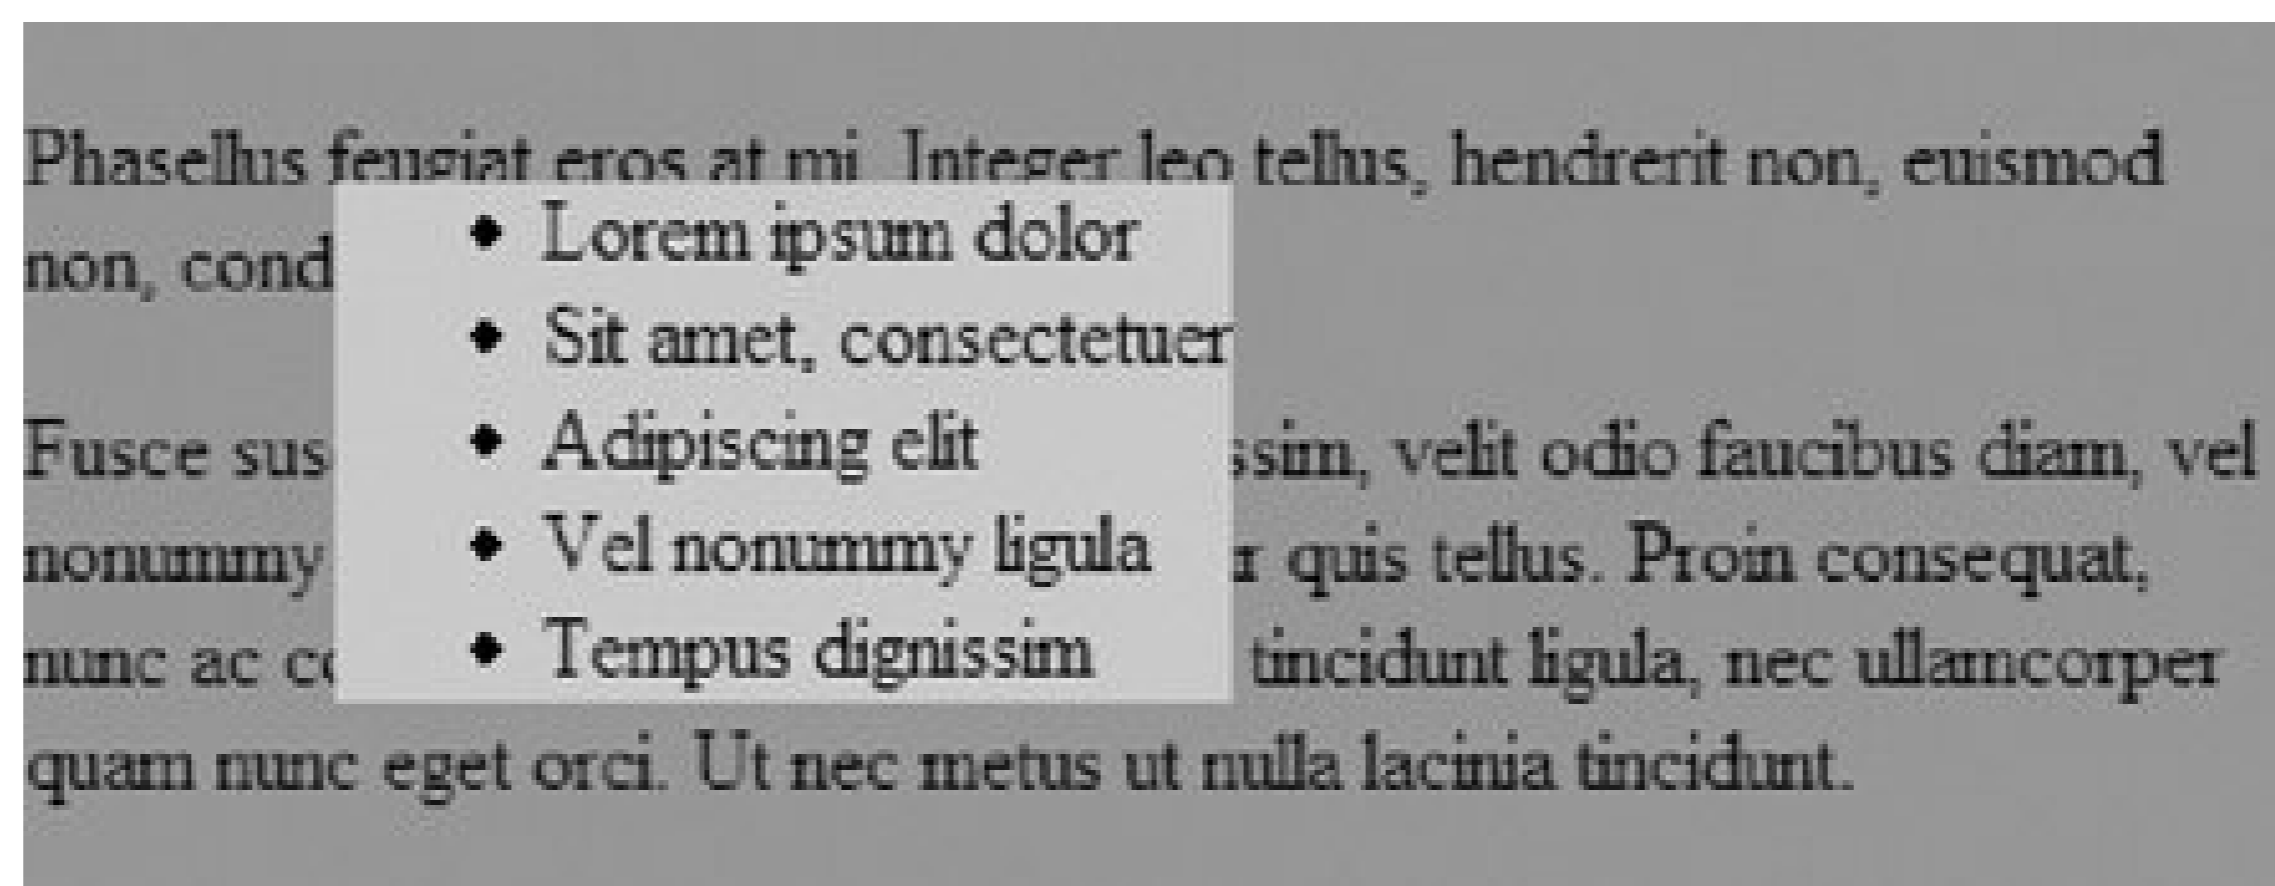 Phasellus feugiat eros at mi. Integer leo tellus, hendrerit non, euismod
non, cond
Fusce sus ssim, velit odio faucibus diam, vel
nonummy r quis tellus. Proin consequat,
nunc ac co tincidunt ligula, nec ullamcorper
quam nunc eget orci. Ut nec metus ut nulla lacinia tincidunt.
• Lorem ipsum dolor
• Sit amet, consectetuer
• Adipiscing elit
• Vel nonummy ligula
• Tempus dignissim